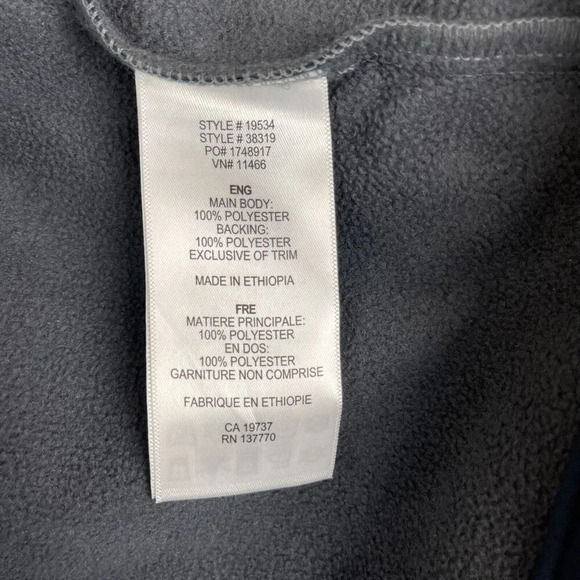 STYLE # 19534
STYLE # 38319
PO# 1748917
VN# 11466
ENG
MAIN BODY:
100% POLYESTER
BACKING:
100% POLYESTER
EXCLUSIVE OF TRIM
MADE IN ETHIOPIA
FRE
MATIERE PRINCIPALE:
100% POLYESTER
EN DOS:
100% POLYESTER
GARNITURE NON COMPRISE
FABRIQUE EN ETHIOPIE
CA 19737
RN 137770